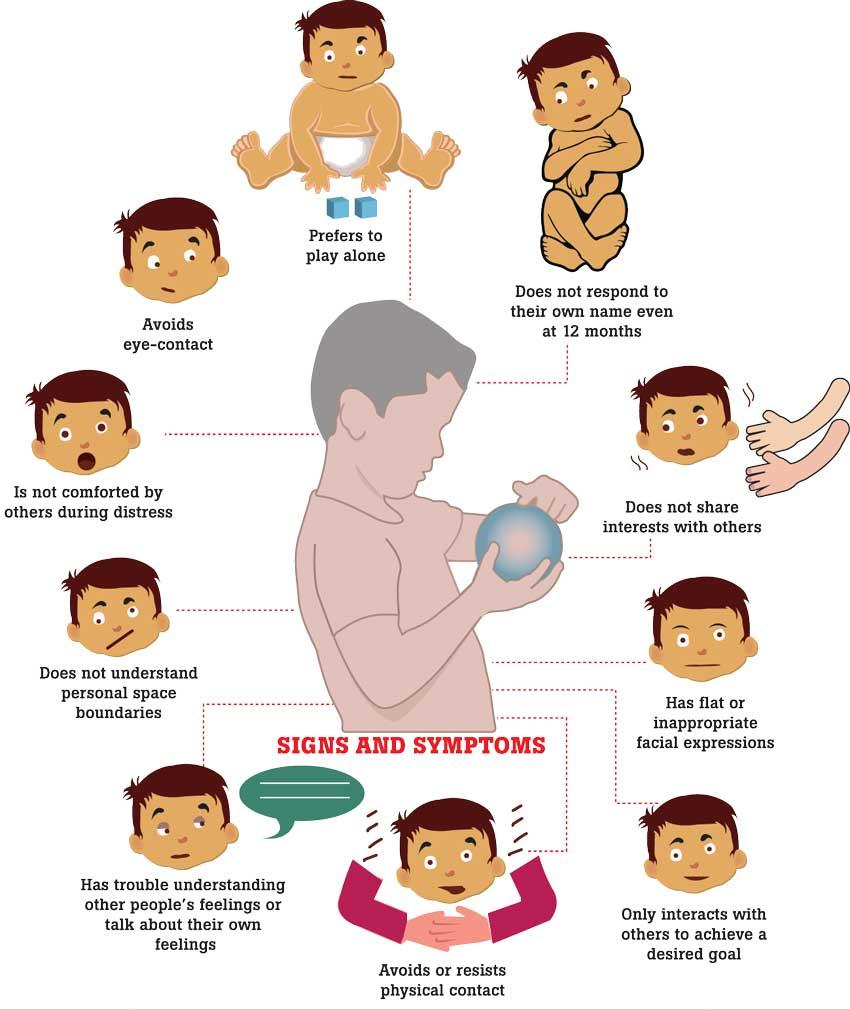 Prefers to
play alone
Does not respond to
their own name even
at 12 months
Avoids
eye-contact
Is not comforted by
others during distress
Does not share
interests with others
Does not understand
personal space
boundaries
Has flat or
inappropriate
facial expressions
SIGNS AND SYMPTOMS
Has trouble understanding
other people's feelings or
talk about their own
feelings
Avoids or resists
physical contact
Only interacts with
others to achieve a
desired goal